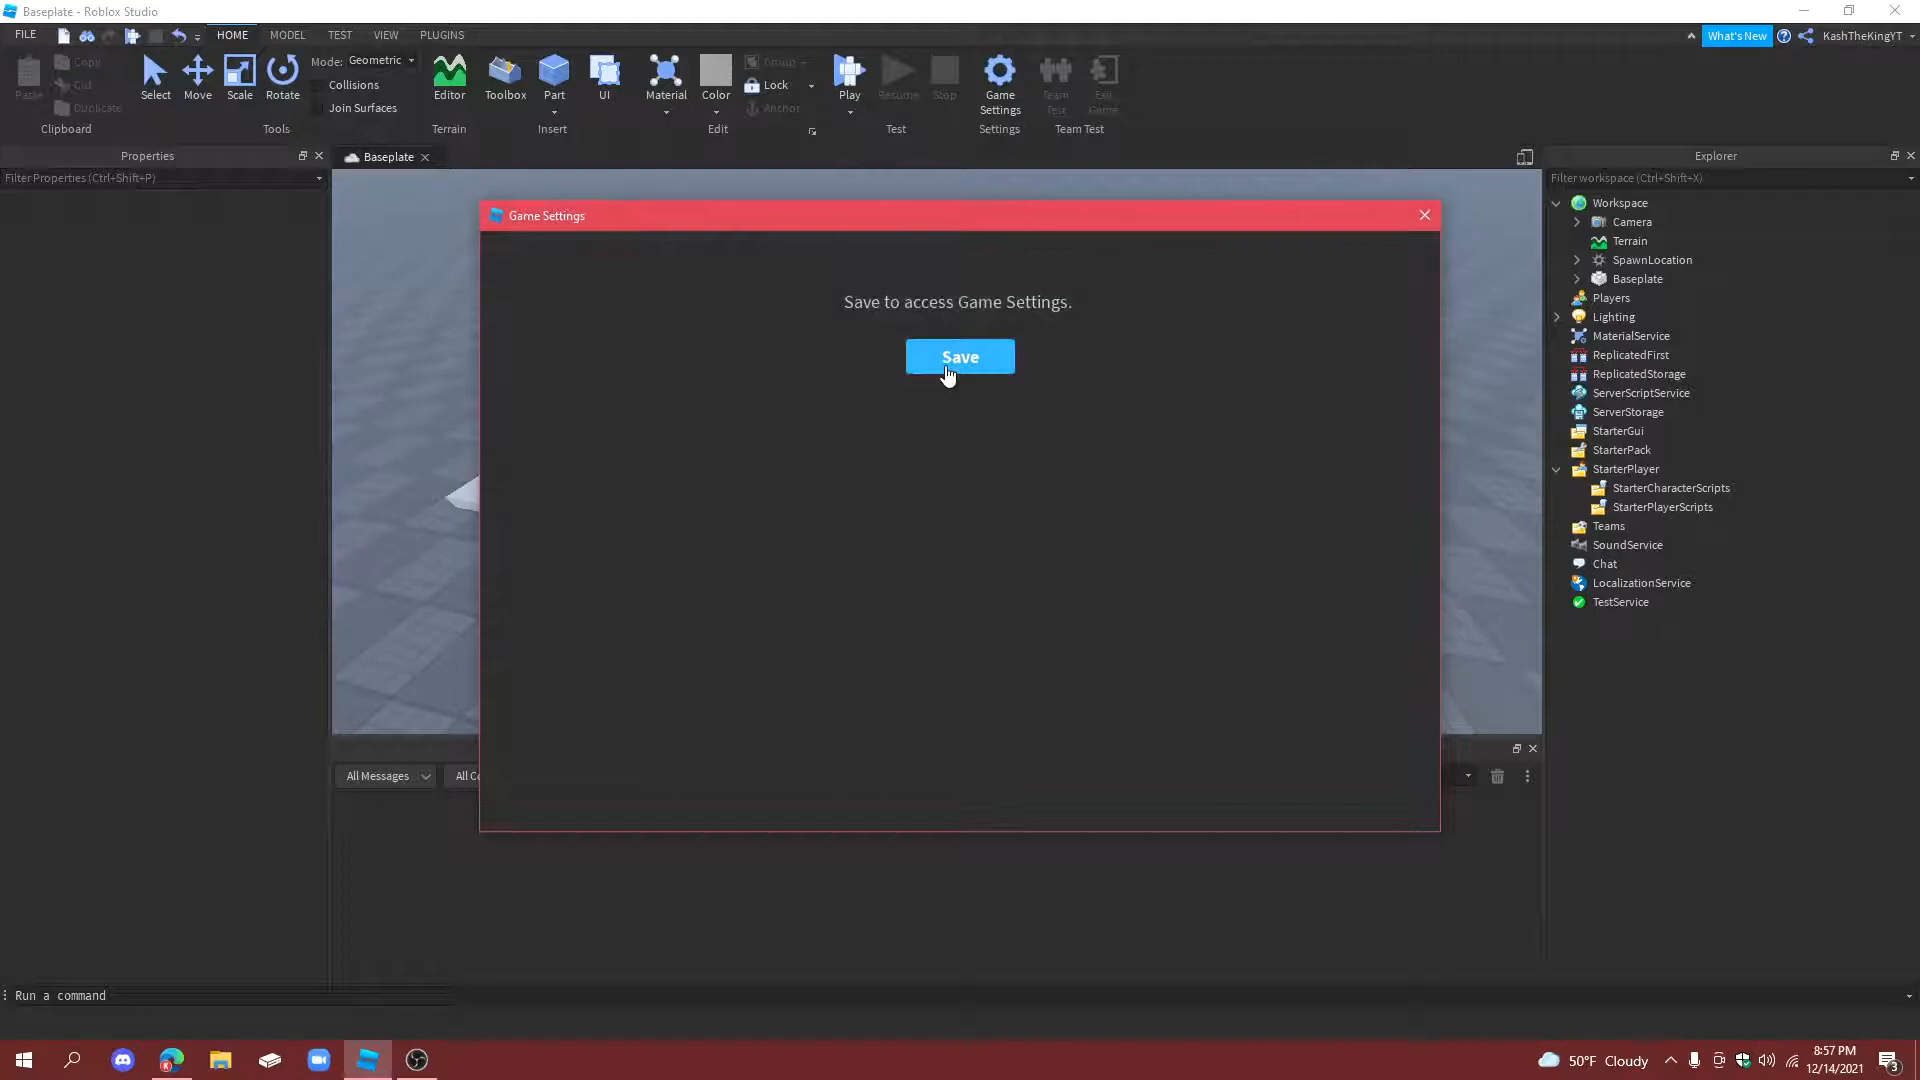 Baseplate - Roblox Studio
FILE HOME MODEL TEST VIEW PLUGINS What's New KashTheKingYT
Paste Copy Cut Duplicate
Clipboard
Select Move Scale Rotate
Mode: Geometric
Collisions
Join Surfaces
Tools
Editor
Terrain
Toolbox Part UI
Insert
Material Color Group Lock Anchor
Edit
Play Resume Stop
Test
Game Settings
Settings
Team Test Exit Game
Team Test
Properties
Filter Properties (Ctrl+Shift+P)
Baseplate
Explorer
Filter workspace (Ctrl+Shift+X)
Workspace
Camera
Terrain
SpawnLocation
Baseplate
Players
Lighting
MaterialService
ReplicatedFirst
ReplicatedStorage
ServerScriptService
ServerStorage
StarterGui
StarterPack
StarterPlayer
StarterCharacterScripts
StarterPlayerScripts
Teams
SoundService
Chat
LocalizationService
TestService
Game Settings
Save to access Game Settings.
Save
All Messages All Co
Run a command
50°F Cloudy
8:57 PM
12/14/2021
3